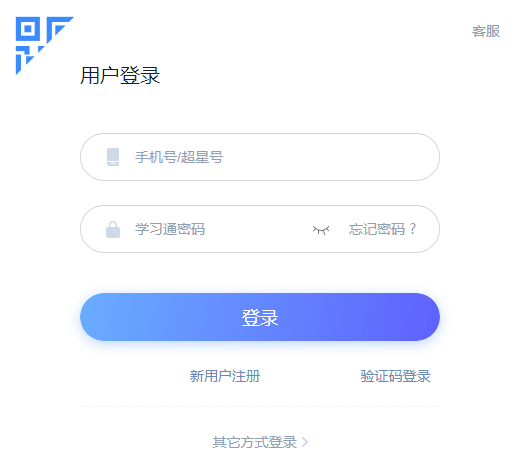 客服
用户登录
手机号/超星号
学习通密码 忘记密码？
登录
新用户注册 验证码登录
其它方式登录